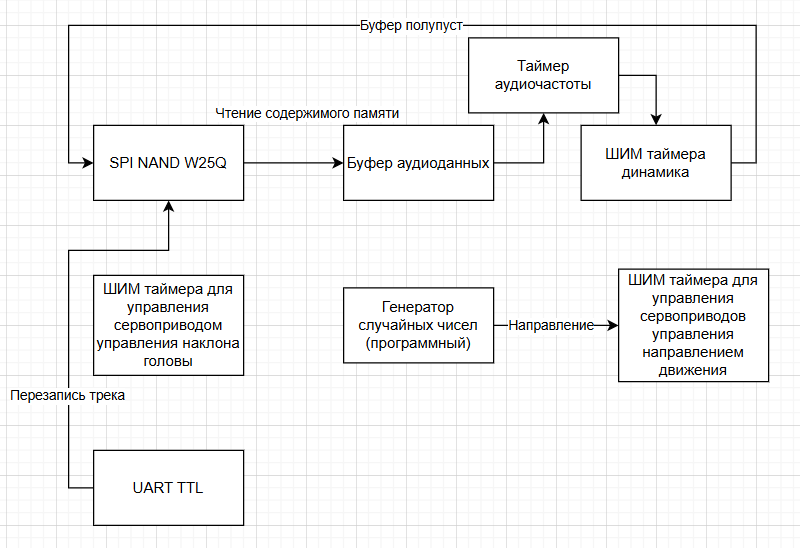 Буфер полупуст
Таймер
аудиочастоты
Чтение содержимого памяти
SPI NAND W25Q
Буфер аудиоданных
ШИМ таймера
динамика
ШИМ таймера для
управления
сервоприводом
управления наклона
головы
Генератор
случайных чисел
(программный)
Направление
ШИМ таймера для
управления
сервоприводов
управления
направлением
движения
Перезапись трека
UART TTL